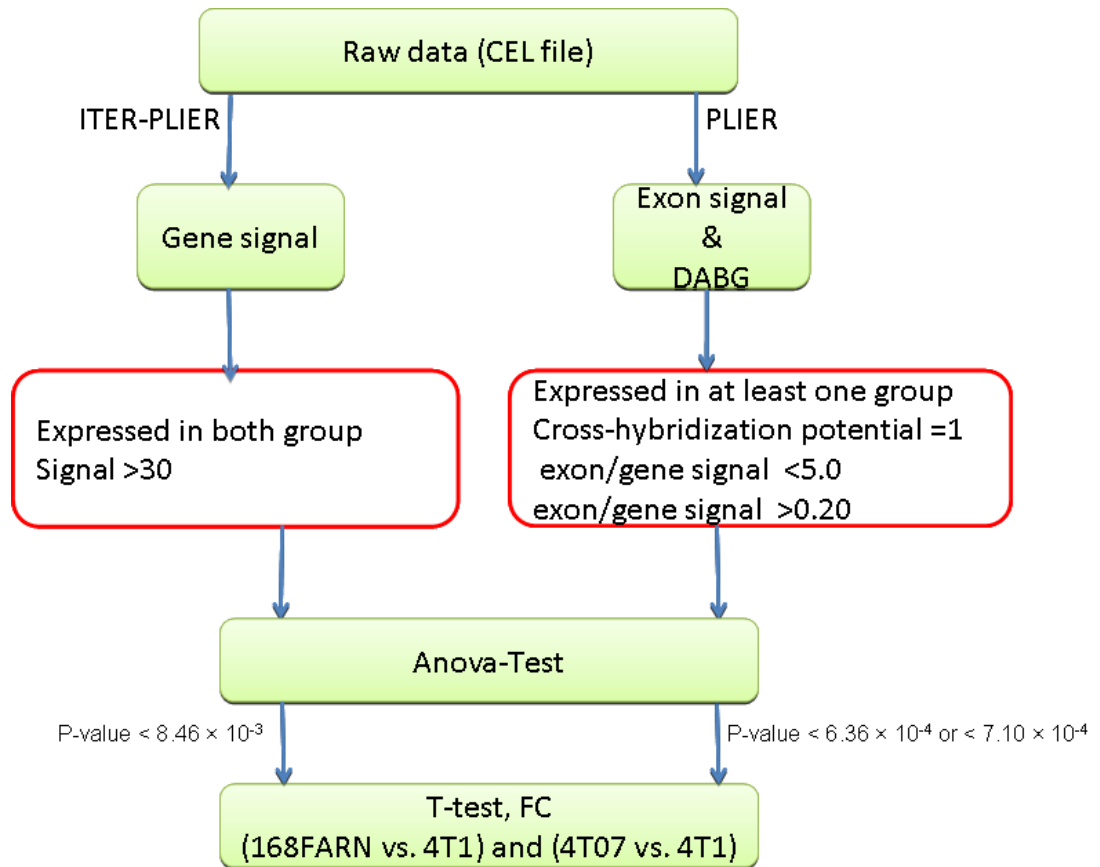 Raw data (CEL file)
ITER-PLIER
PLIER
Gene signal
Exon signal
&
DABG
Expressed in both group
Signal >30
Expressed in at least one group
Cross-hybridization potential =1
exon/gene signal <5.0
exon/gene signal >0.20
Anova-Test
P-value < 8.46 × 10⁻³
P-value < 6.36 × 10⁻⁴ or < 7.10 × 10⁻⁴
T-test, FC
(168FARN vs. 4T1) and (4T07 vs. 4T1)